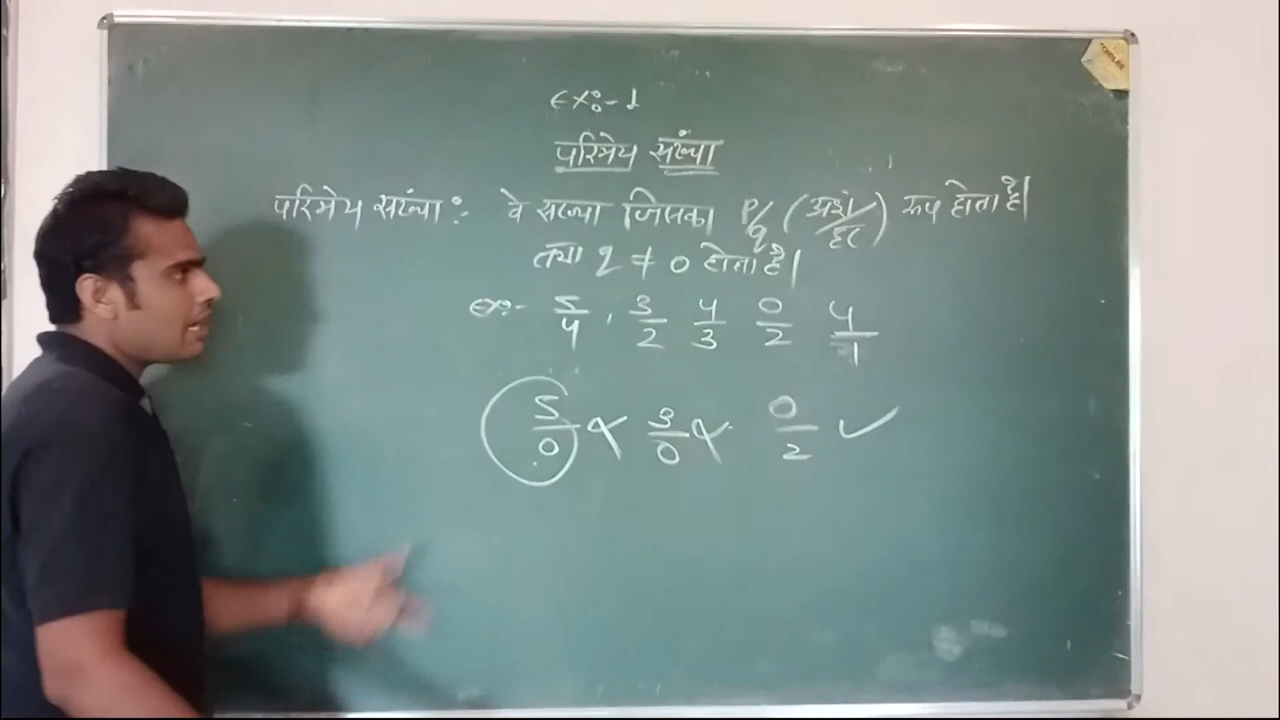 Ex:- 1
परिमेय संख्या
परिमेय संख्या :- वे संख्या जिसका P/q (अंश/हर) रूप होता है।
तथा q ≠ 0 होता है।
Ex:- 5/4 , 3/2 4/3 0/2 4/1
5/0 × 3/0 × 0/2 ✓